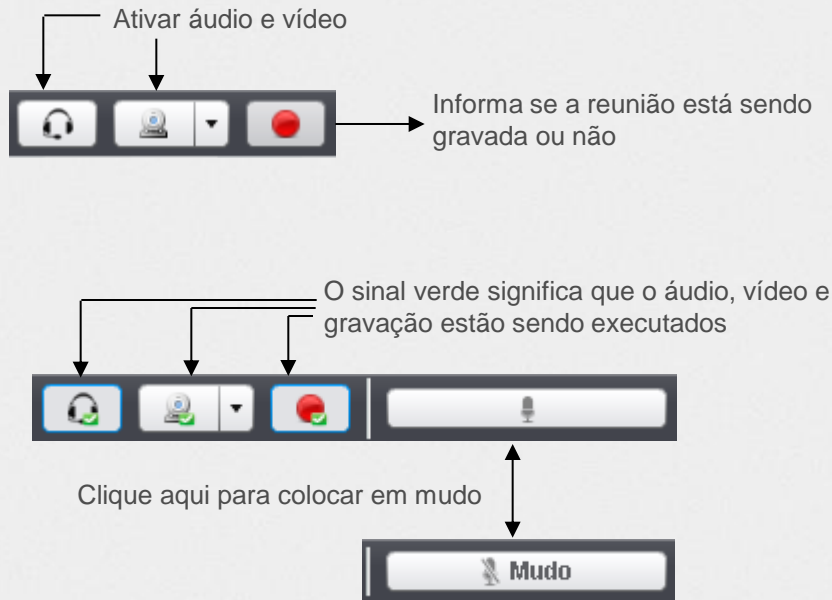 Ativar áudio e vídeo
Informa se a reunião está sendo
gravada ou não
O sinal verde significa que o áudio, vídeo e
gravação estão sendo executados
Clique aqui para colocar em mudo
Mudo